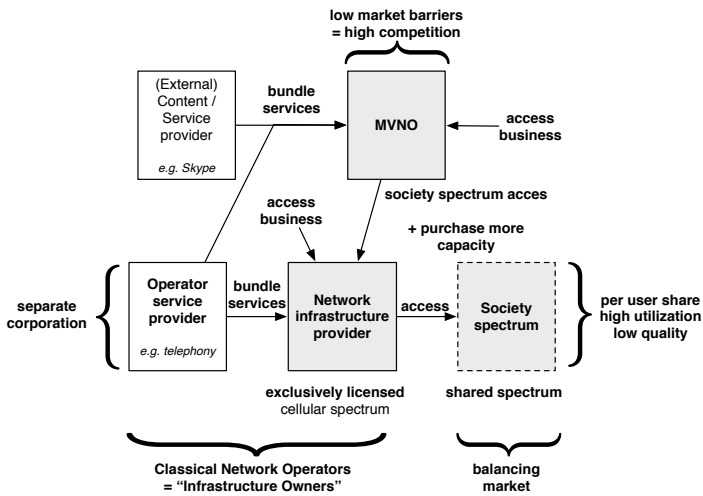 low market barriers
= high competition
(External)
Content /
Service
provider
e.g. Skype
bundle
services
MVNO
access
business
society spectrum acces
access
business
+ purchase more
capacity
separate
corporation
Operator
service
provider
e.g. telephony
bundle
services
Network
infrastructure
provider
access
Society
spectrum
per user share
high utilization
low quality
exclusively licensed
cellular spectrum
shared spectrum
Classical Network Operators
= “Infrastructure Owners”
balancing
market